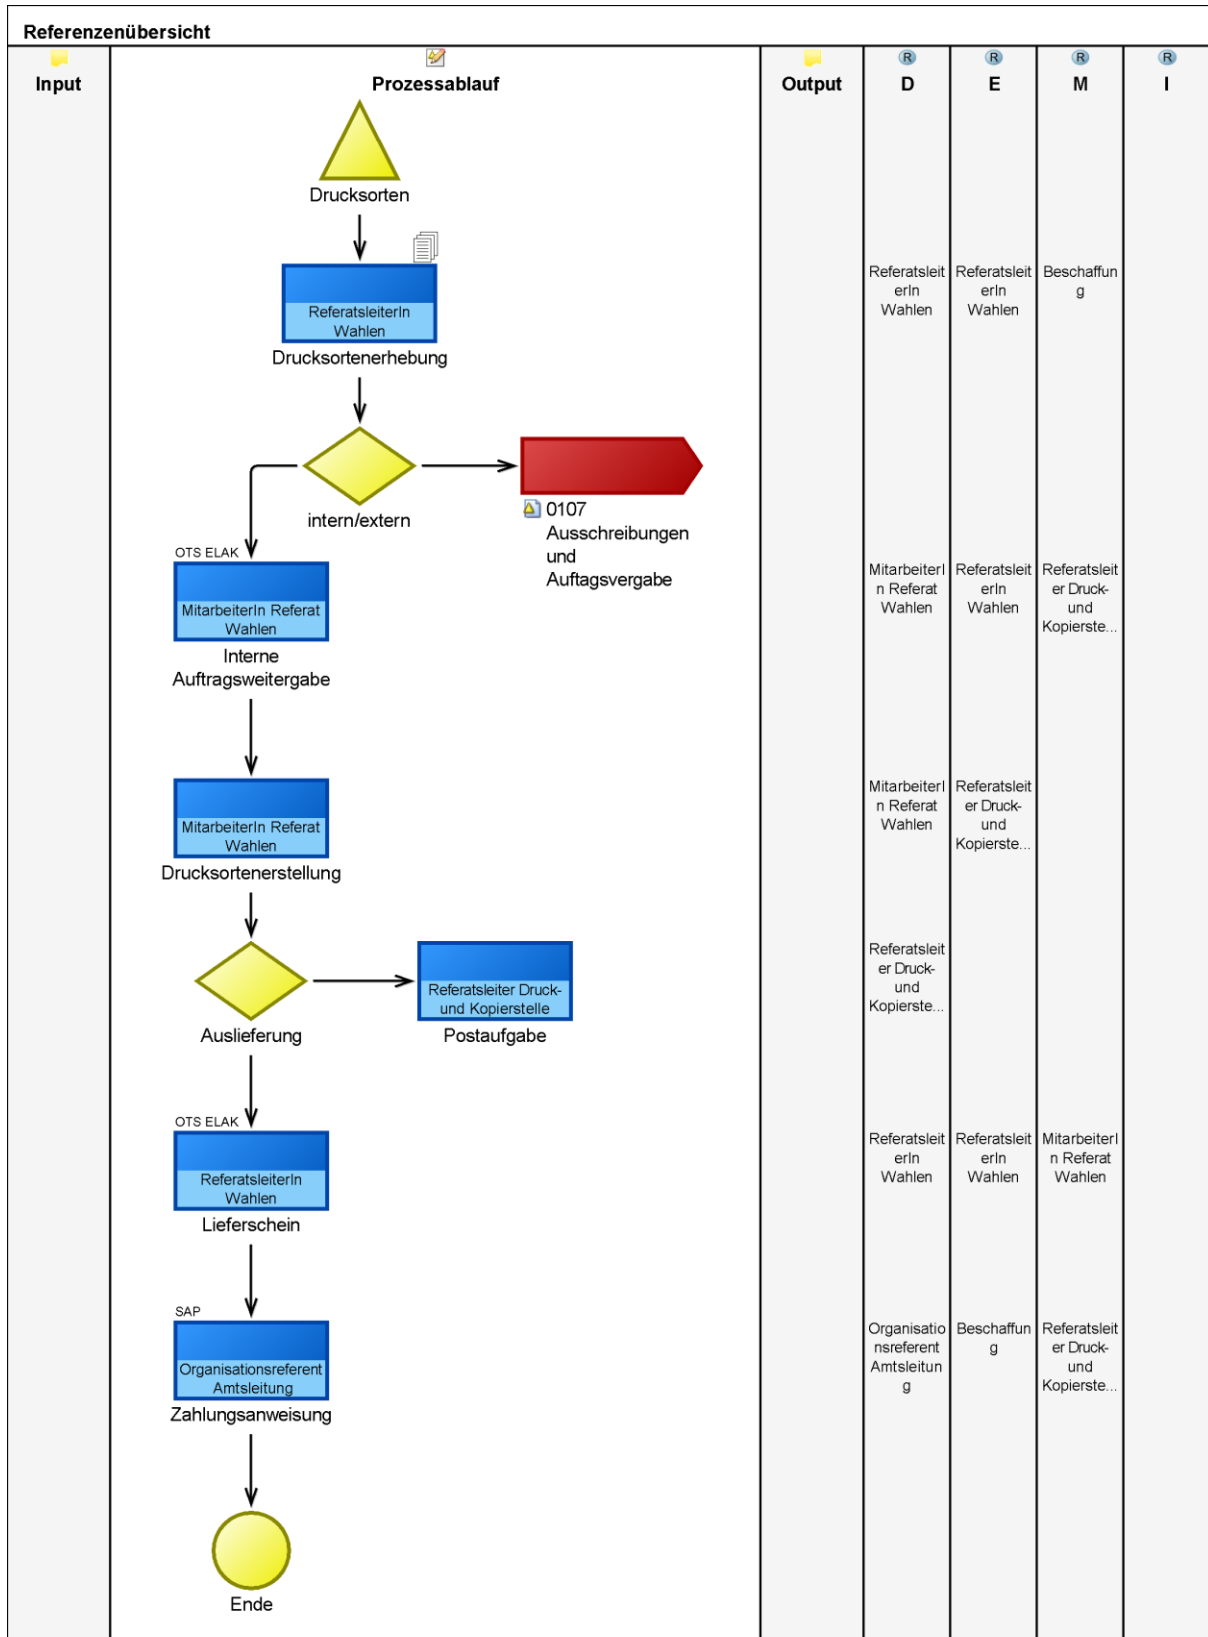 Referenzenübersicht
Input
Prozessablauf
Output
R
D
R
E
R
M
R
I
Drucksorten
ReferatsleiterIn
Wahlen
Drucksortenerhebung
Referatsleit
erIn
Wahlen
Referatsleit
erIn
Wahlen
Beschaffun
g
intern/extern
0107
Ausschreibungen
und
Auftagsvergabe
OTS ELAK
MitarbeiterIn Referat
Wahlen
Interne
Auftragsweitergabe
MitarbeiterI
n Referat
Wahlen
Referatsleit
erIn
Wahlen
Referatsleit
er Druck-
und
Kopierste...
MitarbeiterIn Referat
Wahlen
Drucksortenerstellung
MitarbeiterI
n Referat
Wahlen
Referatsleit
er Druck-
und
Kopierste...
Auslieferung
Referatsleiter Druck-
und Kopierstelle
Postaufgabe
Referatsleit
er Druck-
und
Kopierste...
OTS ELAK
ReferatsleiterIn
Wahlen
Lieferschein
Referatsleit
erIn
Wahlen
Referatsleit
erIn
Wahlen
MitarbeiterI
n Referat
Wahlen
SAP
Organisationsreferent
Amtsleitung
Zahlungsanweisung
Organisatio
nsreferent
Amtsleitun
g
Beschaffun
g
Referatsleit
er Druck-
und
Kopierste...
Ende